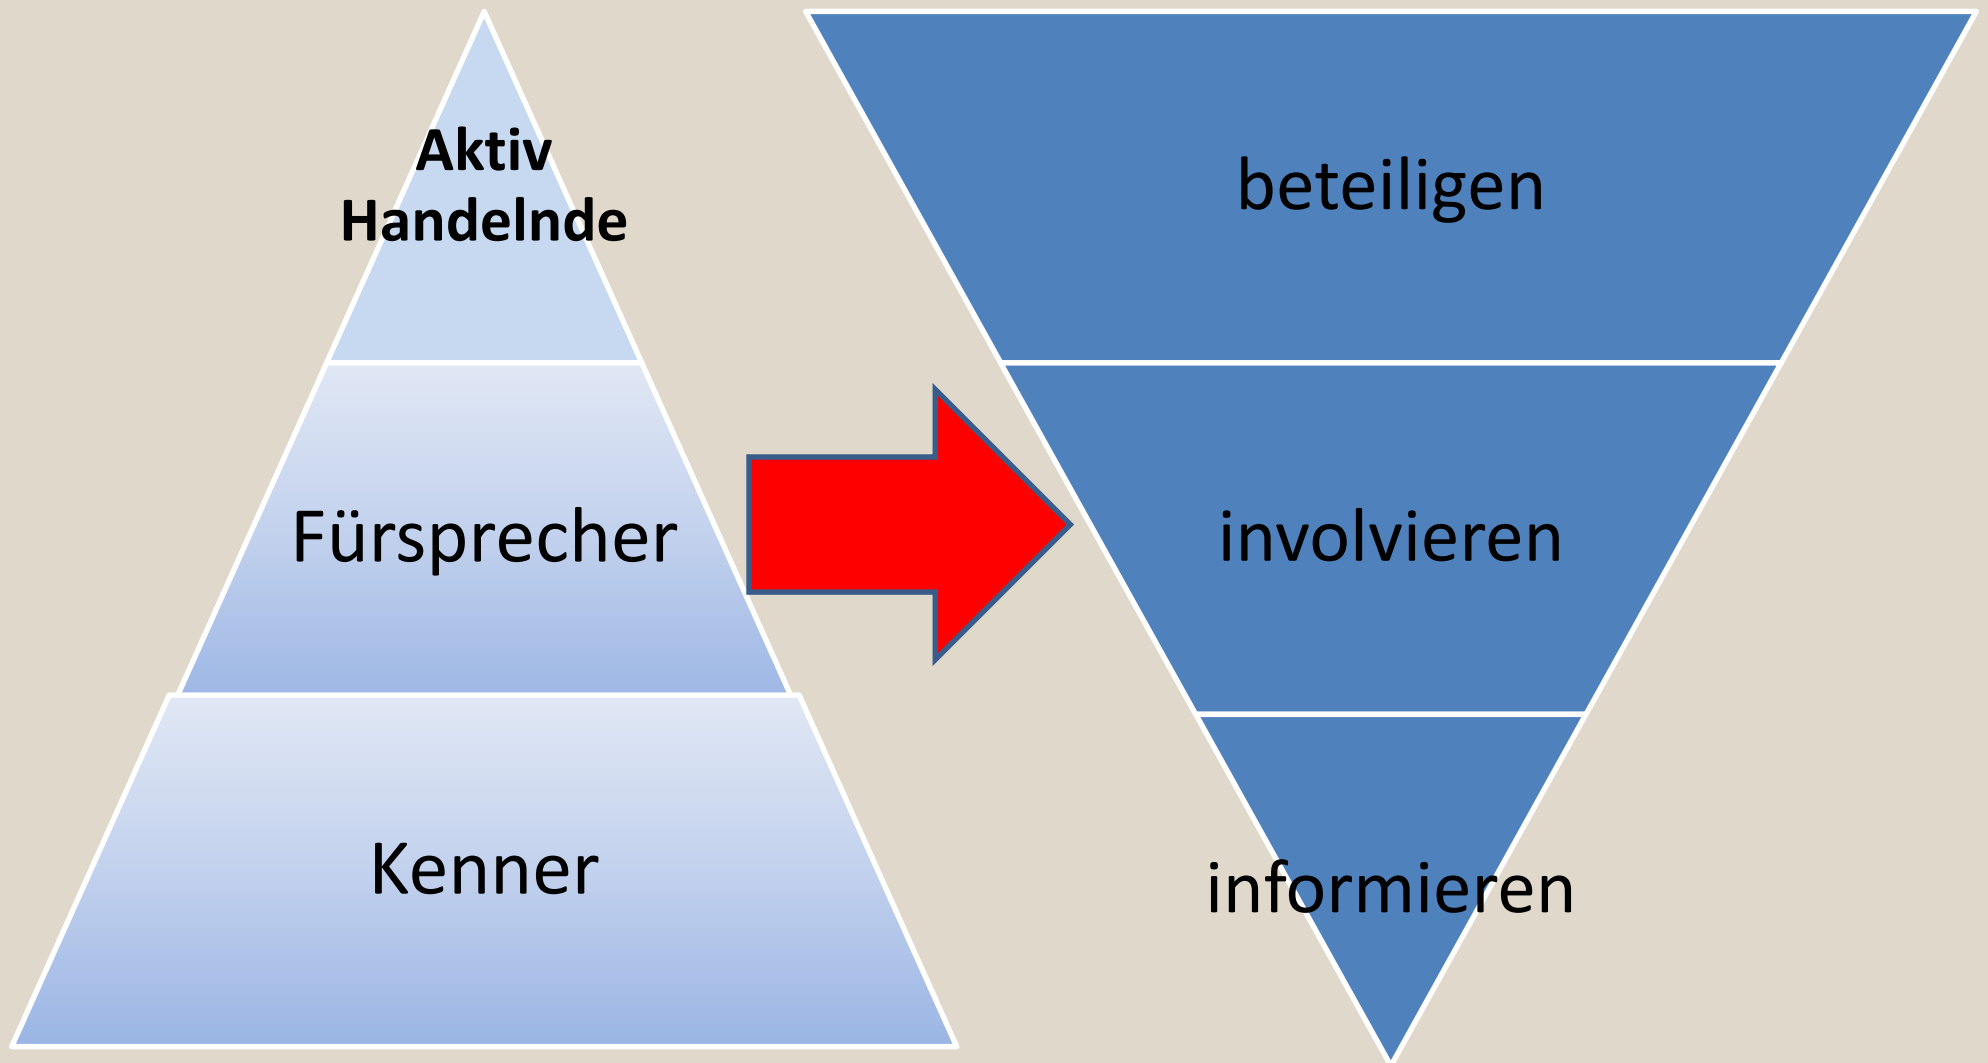 Aktiv
Handelnde
Fürsprecher
Kenner
beteiligen
involvieren
informieren